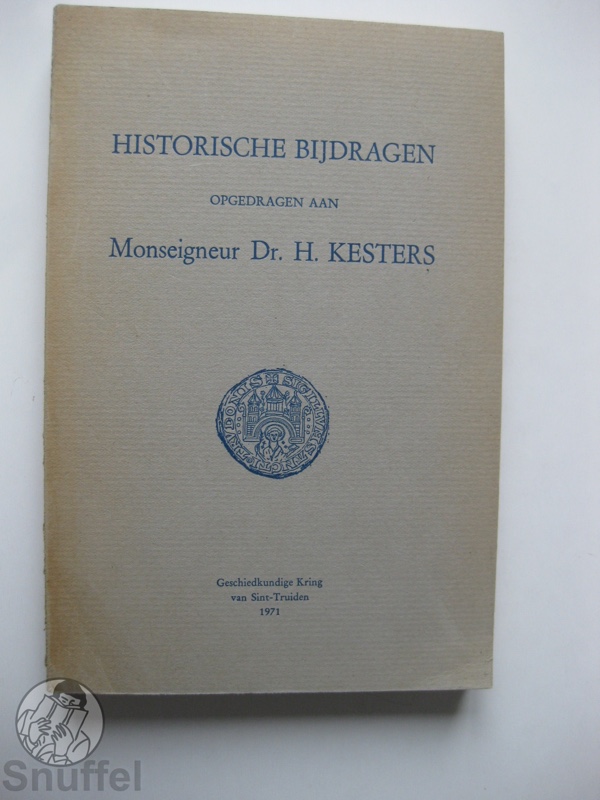 HISTORISCHE BIJDRAGEN
OPGEDRAGEN AAN
Monseigneur Dr. H. KESTERS
Geschiedkundige Kring
van Sint-Truiden
1971
Snuffel